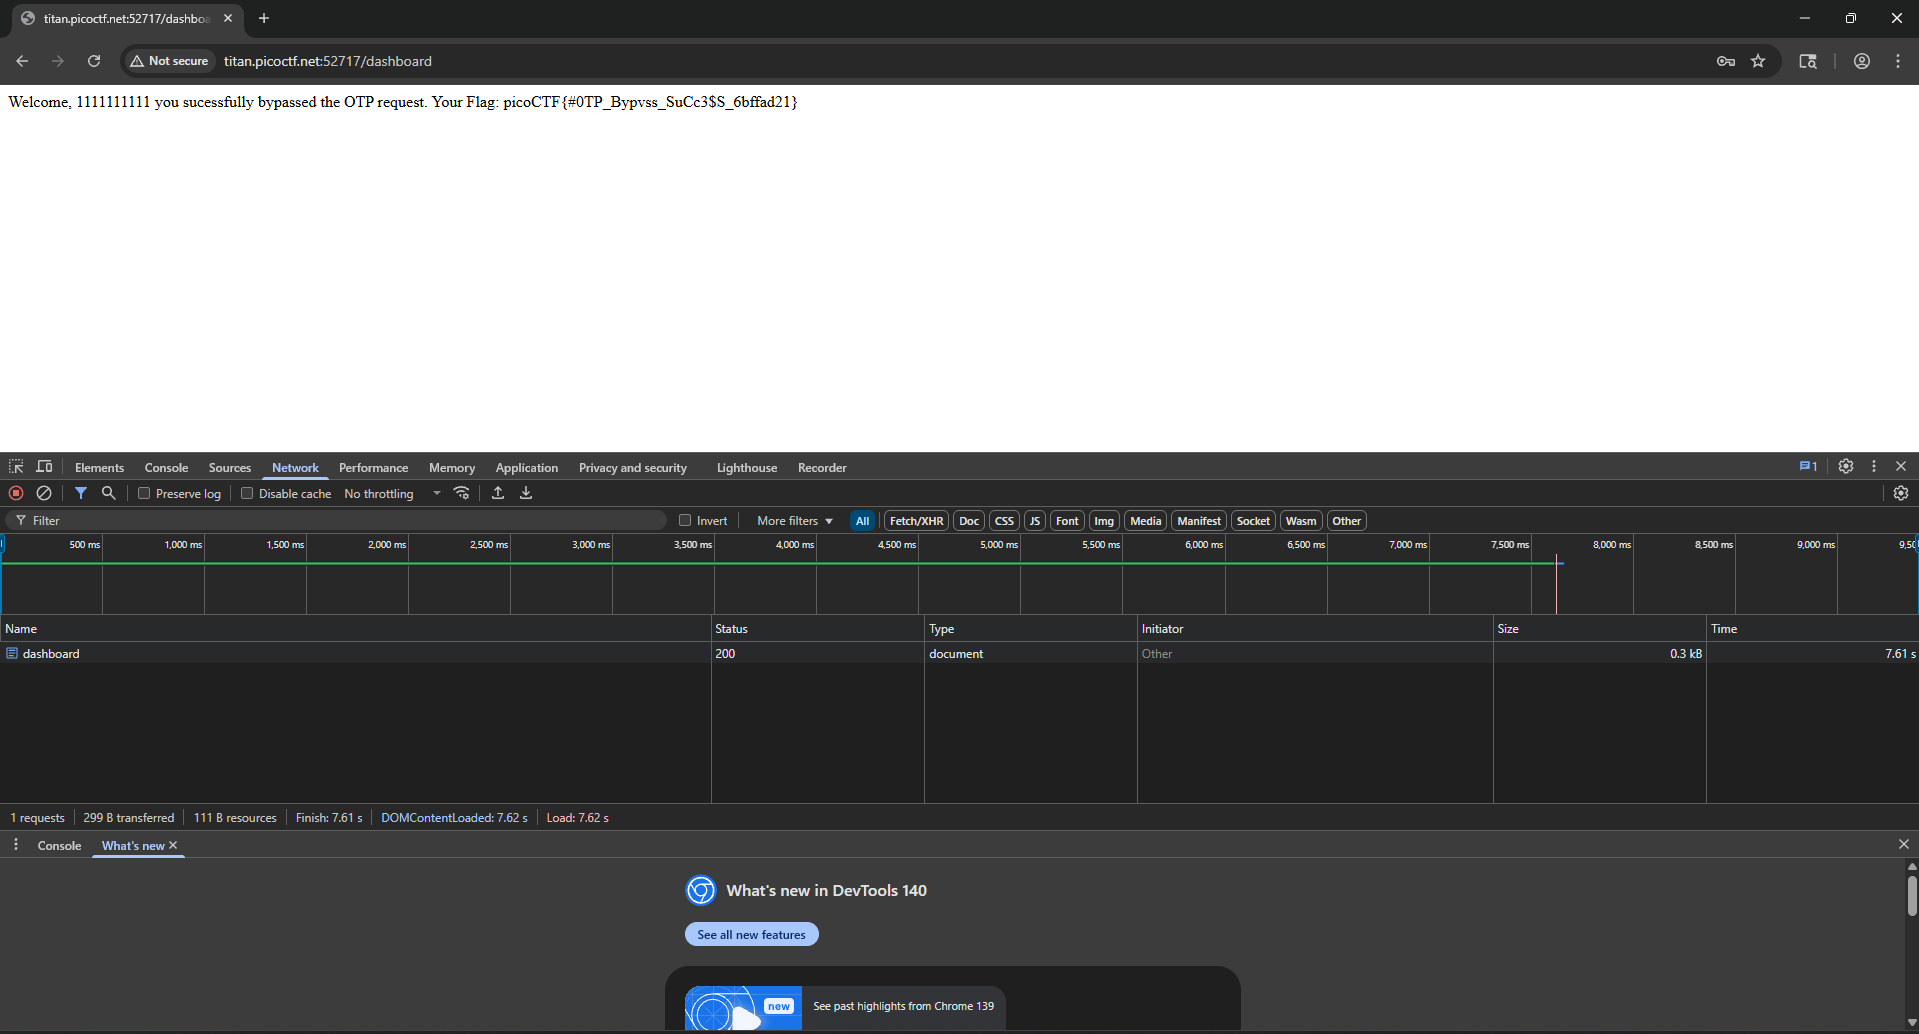 titan.picoctf.net:52717/dashboa
Not secure titan.picoctf.net:52717/dashboard
Welcome, 1111111111 you sucessfully bypassed the OTP request. Your Flag: picoCTF{#0TP_Bypvss_SuCc3$S_6bffad21}
Elements Console Sources Network Performance Memory Application Privacy and security Lighthouse Recorder 1
Preserve log Disable cache No throttling
Filter Invert More filters All Fetch/XHR Doc CSS JS Font Img Media Manifest Socket Wasm Other
500 ms 1,000 ms 1,500 ms 2,000 ms 2,500 ms 3,000 ms 3,500 ms 4,000 ms 4,500 ms 5,000 ms 5,500 ms 6,000 ms 6,500 ms 7,000 ms 7,500 ms 8,000 ms 8,500 ms 9,000 ms 9,50
Name Status Type Initiator Size Time
dashboard 200 document Other 0.3 kB 7.61 s
1 requests 299 B transferred 111 B resources Finish: 7.61 s DOMContentLoaded: 7.62 s Load: 7.62 s
Console What's new
What's new in DevTools 140
See all new features
new See past highlights from Chrome 139